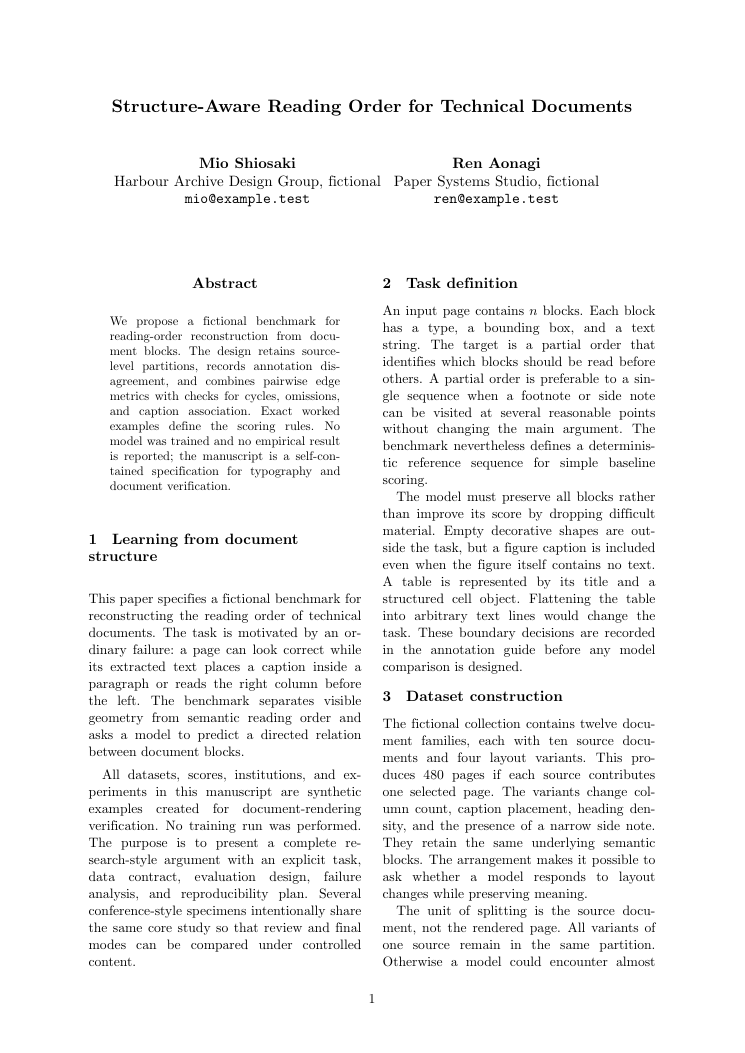 Structure-Aware Reading Order for Technical Documents
Mio Shiosaki
Harbour Archive Design Group, fictional
mio@example.test
Ren Aonagi
Paper Systems Studio, fictional
ren@example.test
Abstract
We propose a fictional benchmark for
reading-order reconstruction from docu-
ment blocks. The design retains source-
level partitions, records annotation dis-
agreement, and combines pairwise edge
metrics with checks for cycles, omissions,
and caption association. Exact worked
examples define the scoring rules. No
model was trained and no empirical result
is reported; the manuscript is a self-con-
tained specification for typography and
document verification.
1 Learning from document
structure
This paper specifies a fictional benchmark for
reconstructing the reading order of technical
documents. The task is motivated by an or-
dinary failure: a page can look correct while
its extracted text places a caption inside a
paragraph or reads the right column before
the left. The benchmark separates visible
geometry from semantic reading order and
asks a model to predict a directed relation
between document blocks.
All datasets, scores, institutions, and ex-
periments in this manuscript are synthetic
examples created for document-rendering
verification. No training run was performed.
The purpose is to present a complete re-
search-style argument with an explicit task,
data contract, evaluation design, failure
analysis, and reproducibility plan. Several
conference-style specimens intentionally share
the same core study so that review and final
modes can be compared under controlled
content.
2 Task definition
An input page contains n blocks. Each block
has a type, a bounding box, and a text
string. The target is a partial order that
identifies which blocks should be read before
others. A partial order is preferable to a sin-
gle sequence when a footnote or side note
can be visited at several reasonable points
without changing the main argument. The
benchmark nevertheless defines a determinis-
tic reference sequence for simple baseline
scoring.
The model must preserve all blocks rather
than improve its score by dropping difficult
material. Empty decorative shapes are out-
side the task, but a figure caption is included
even when the figure itself contains no text.
A table is represented by its title and a
structured cell object. Flattening the table
into arbitrary text lines would change the
task. These boundary decisions are recorded
in the annotation guide before any model
comparison is designed.
3 Dataset construction
The fictional collection contains twelve docu-
ment families, each with ten source docu-
ments and four layout variants. This pro-
duces 480 pages if each source contributes
one selected page. The variants change col-
umn count, caption placement, heading den-
sity, and the presence of a narrow side note.
They retain the same underlying semantic
blocks. The arrangement makes it possible to
ask whether a model responds to layout
changes while preserving meaning.
The unit of splitting is the source docu-
ment, not the rendered page. All variants of
one source remain in the same partition.
Otherwise a model could encounter almost
1